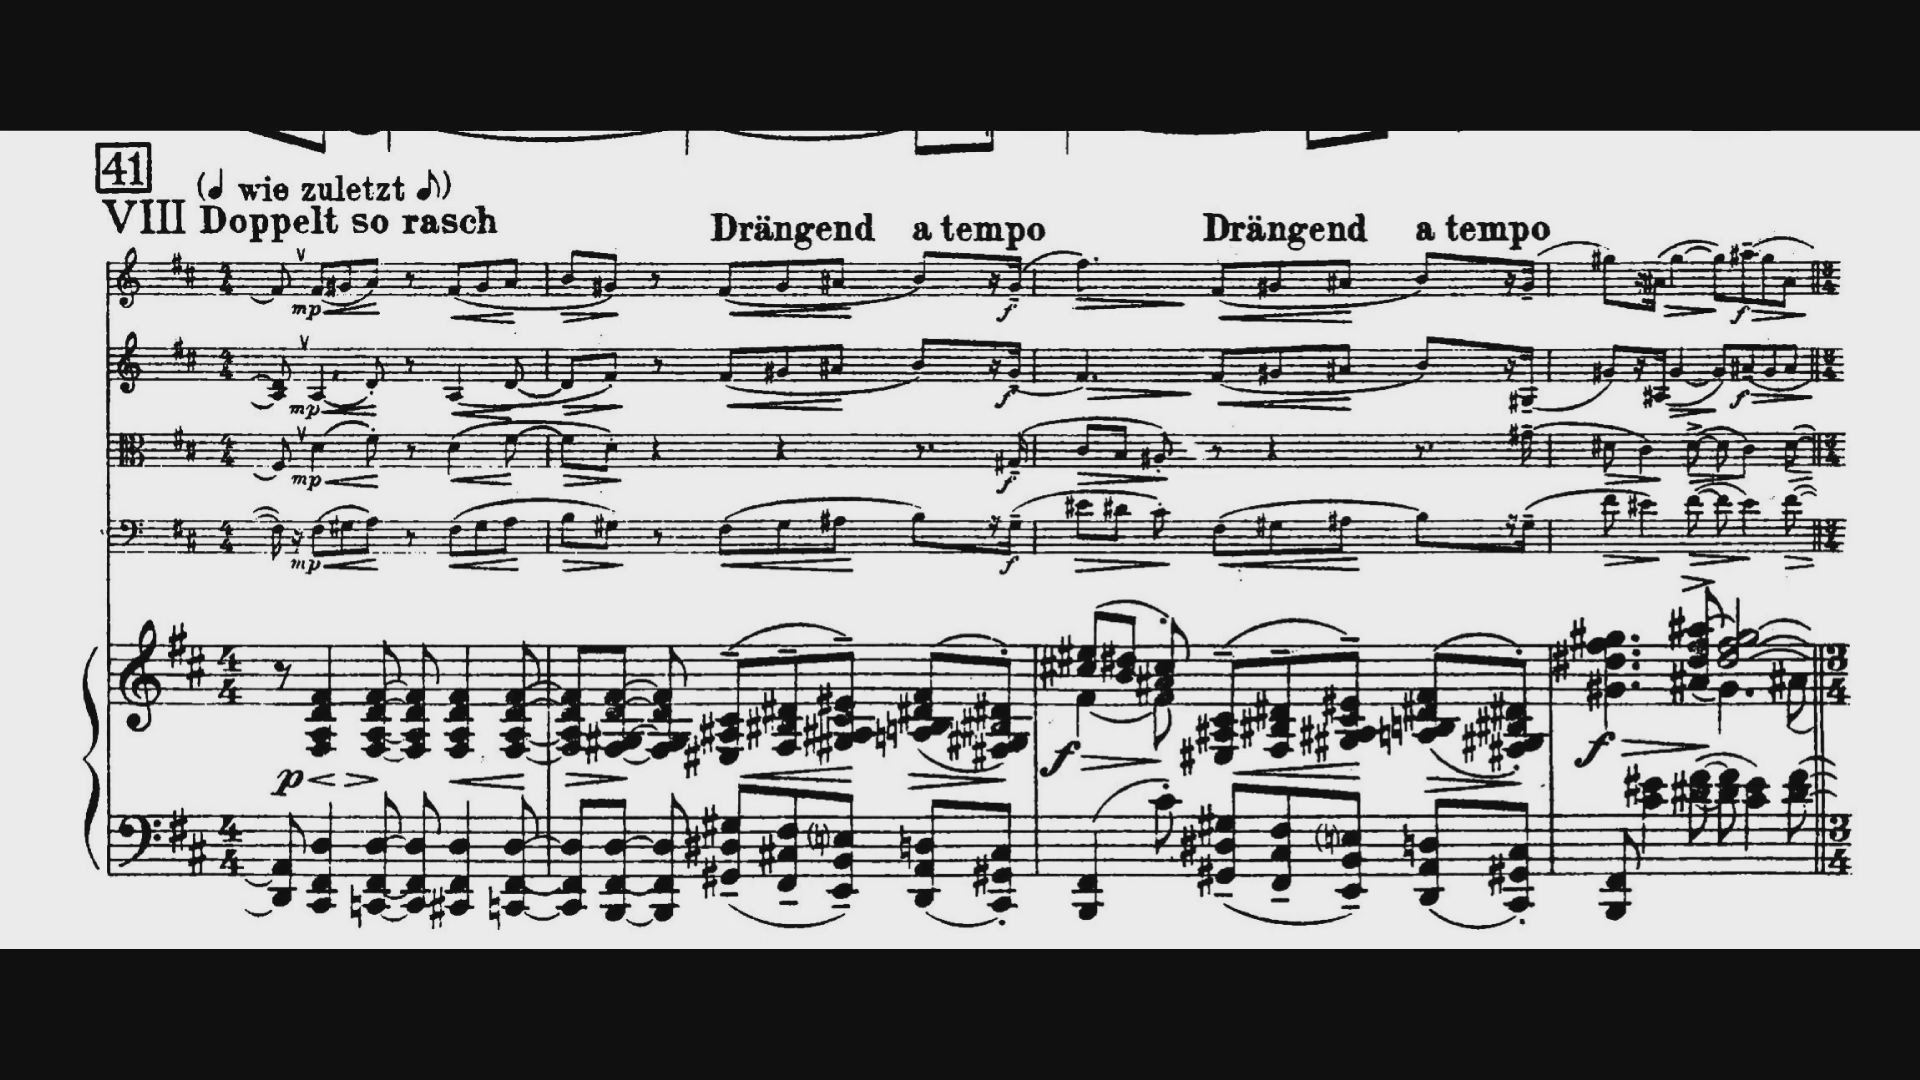 41
(♩ wie zuletzt ♪)
VIII Doppelt so rasch Drängend a tempo Drängend a tempo
mp f f
mp f f
mp f
mp f
p f f